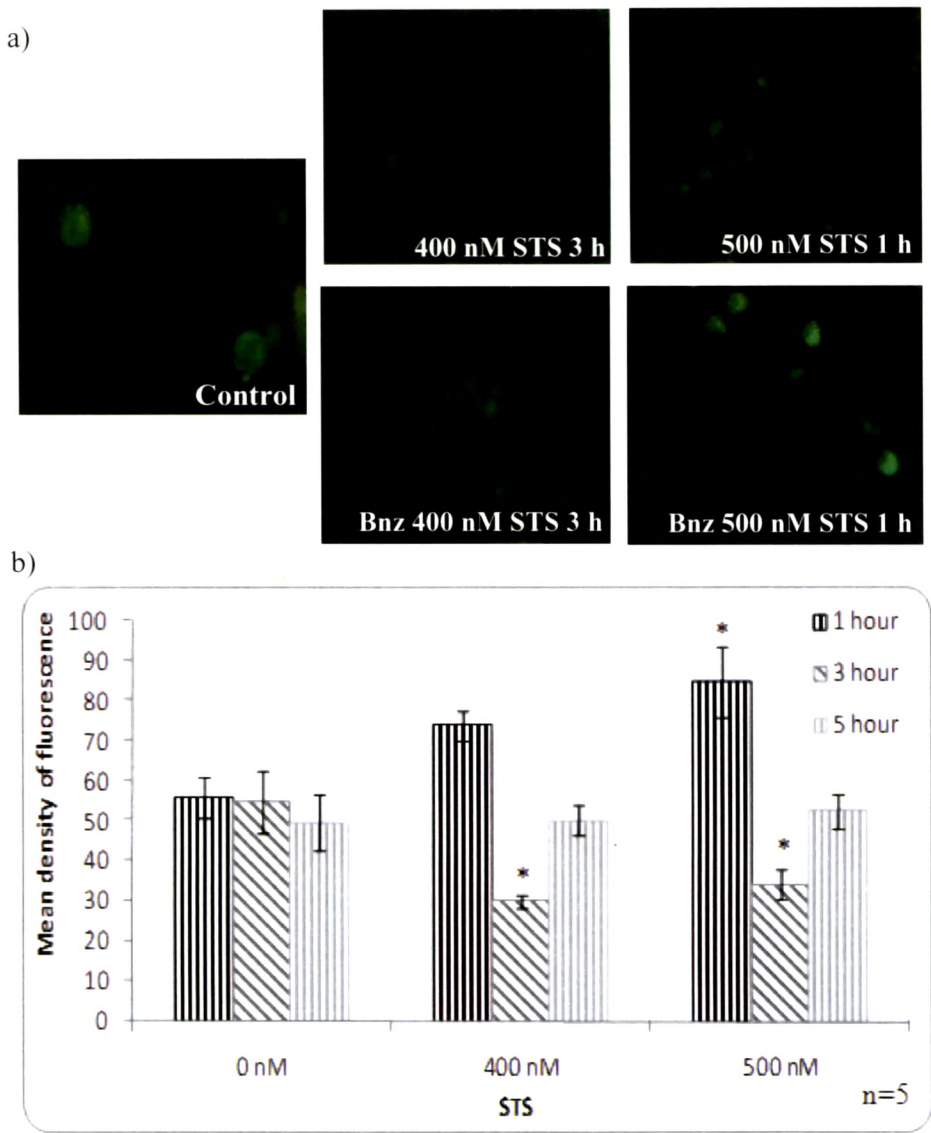 a)
400 nM STS 3 h
500 nM STS 1 h
Control
Bnz 400 nM STS 3 h
Bnz 500 nM STS 1 h
b)
Mean density of fluorescence
100
90
80
70
60
50
40
30
20
10
0
*
*
*
1 hour
3 hour
5 hour
0 nM
400 nM
500 nM
STS
n=5